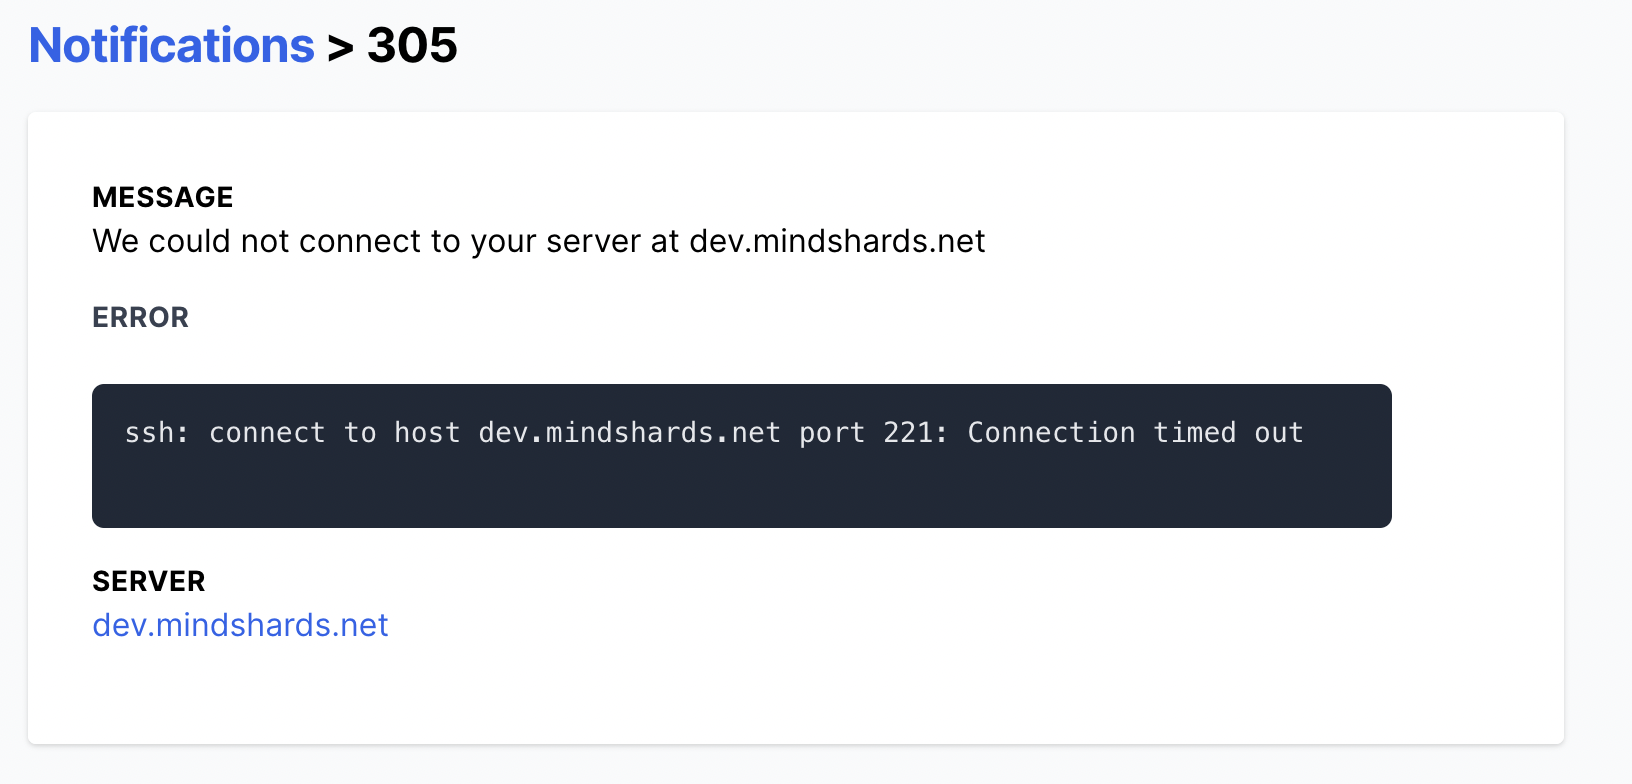 Notifications > 305
MESSAGE
We could not connect to your server at dev.mindshards.net
ERROR
ssh: connect to host dev.mindshards.net port 221: Connection timed out
SERVER
dev.mindshards.net